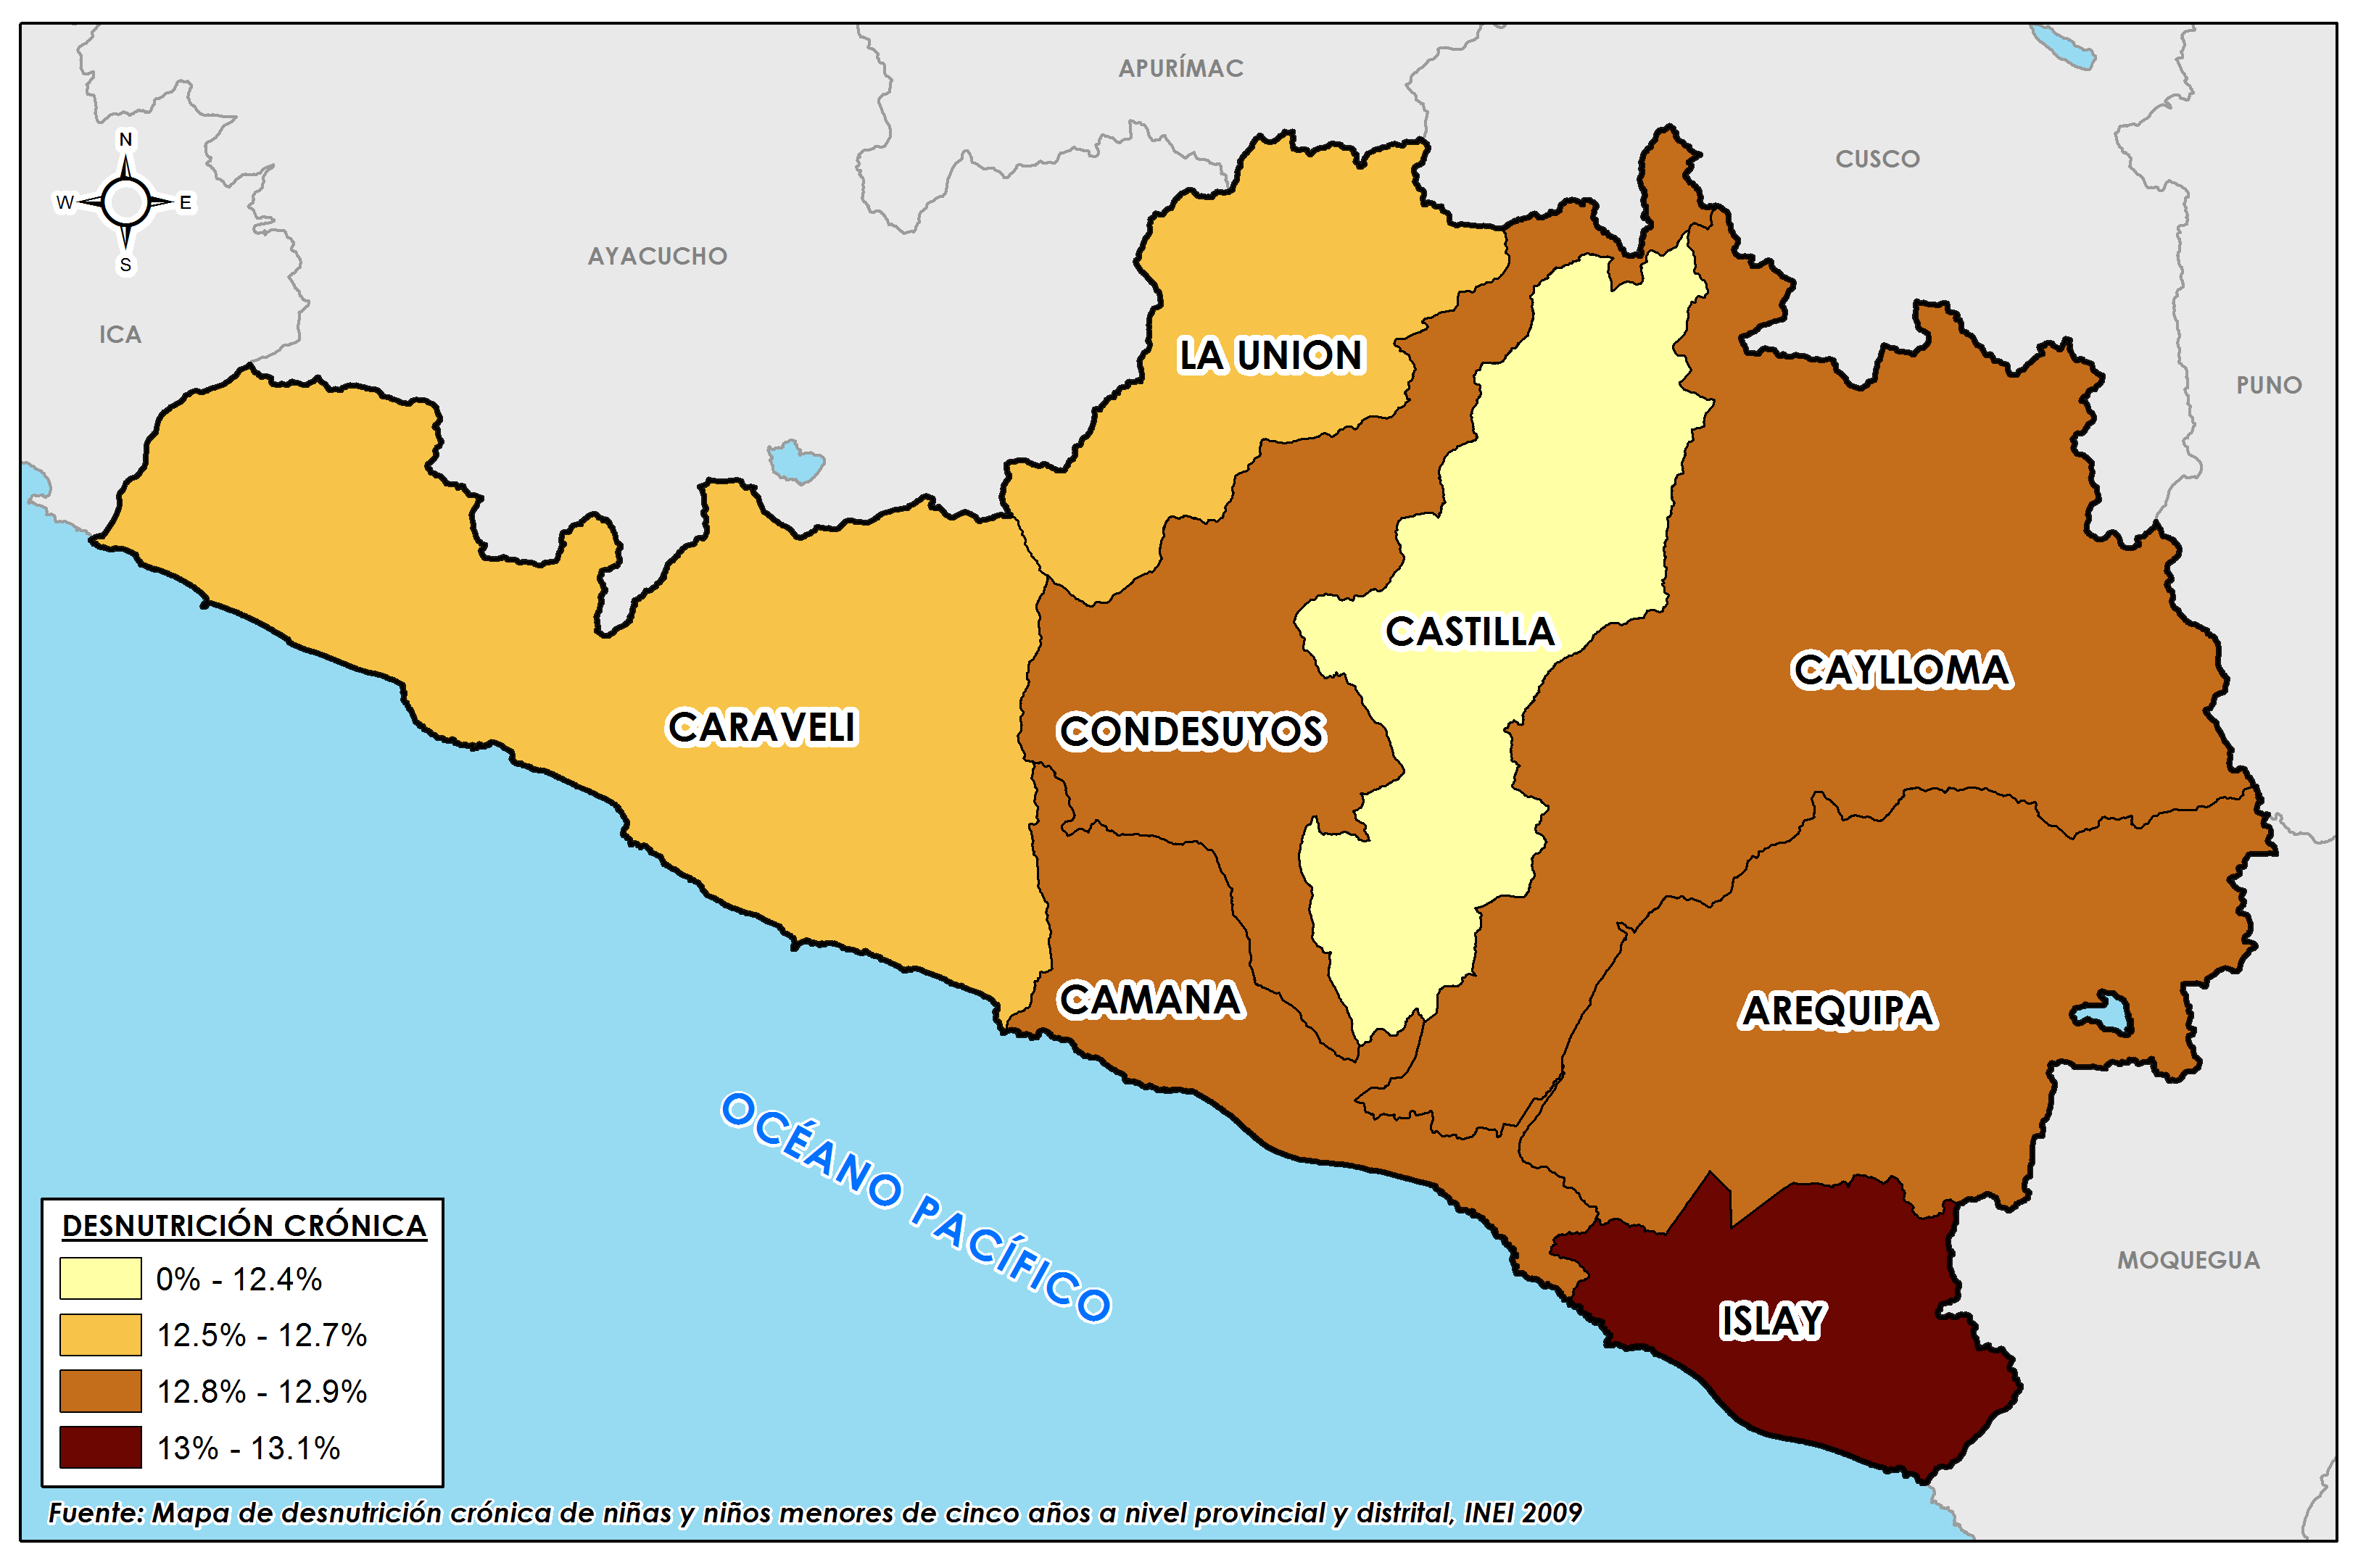 APURÍMAC
N
CUSCO
W
E
AYACUCHO
S
ICA
LA UNION
PUNO
CASTILLA
CAYLLOMA
CARAVELI
CONDESUYOS
CAMANA
AREQUIPA
OCÉANO PACÍFICO
MOQUEGUA
ISLAY
DESNUTRICIÓN CRÓNICA
0% - 12.4%
12.5% - 12.7%
12.8% - 12.9%
13% - 13.1%
Fuente: Mapa de desnutrición crónica de niñas y niños menores de cinco años a nivel provincial y distrital, INEI 2009